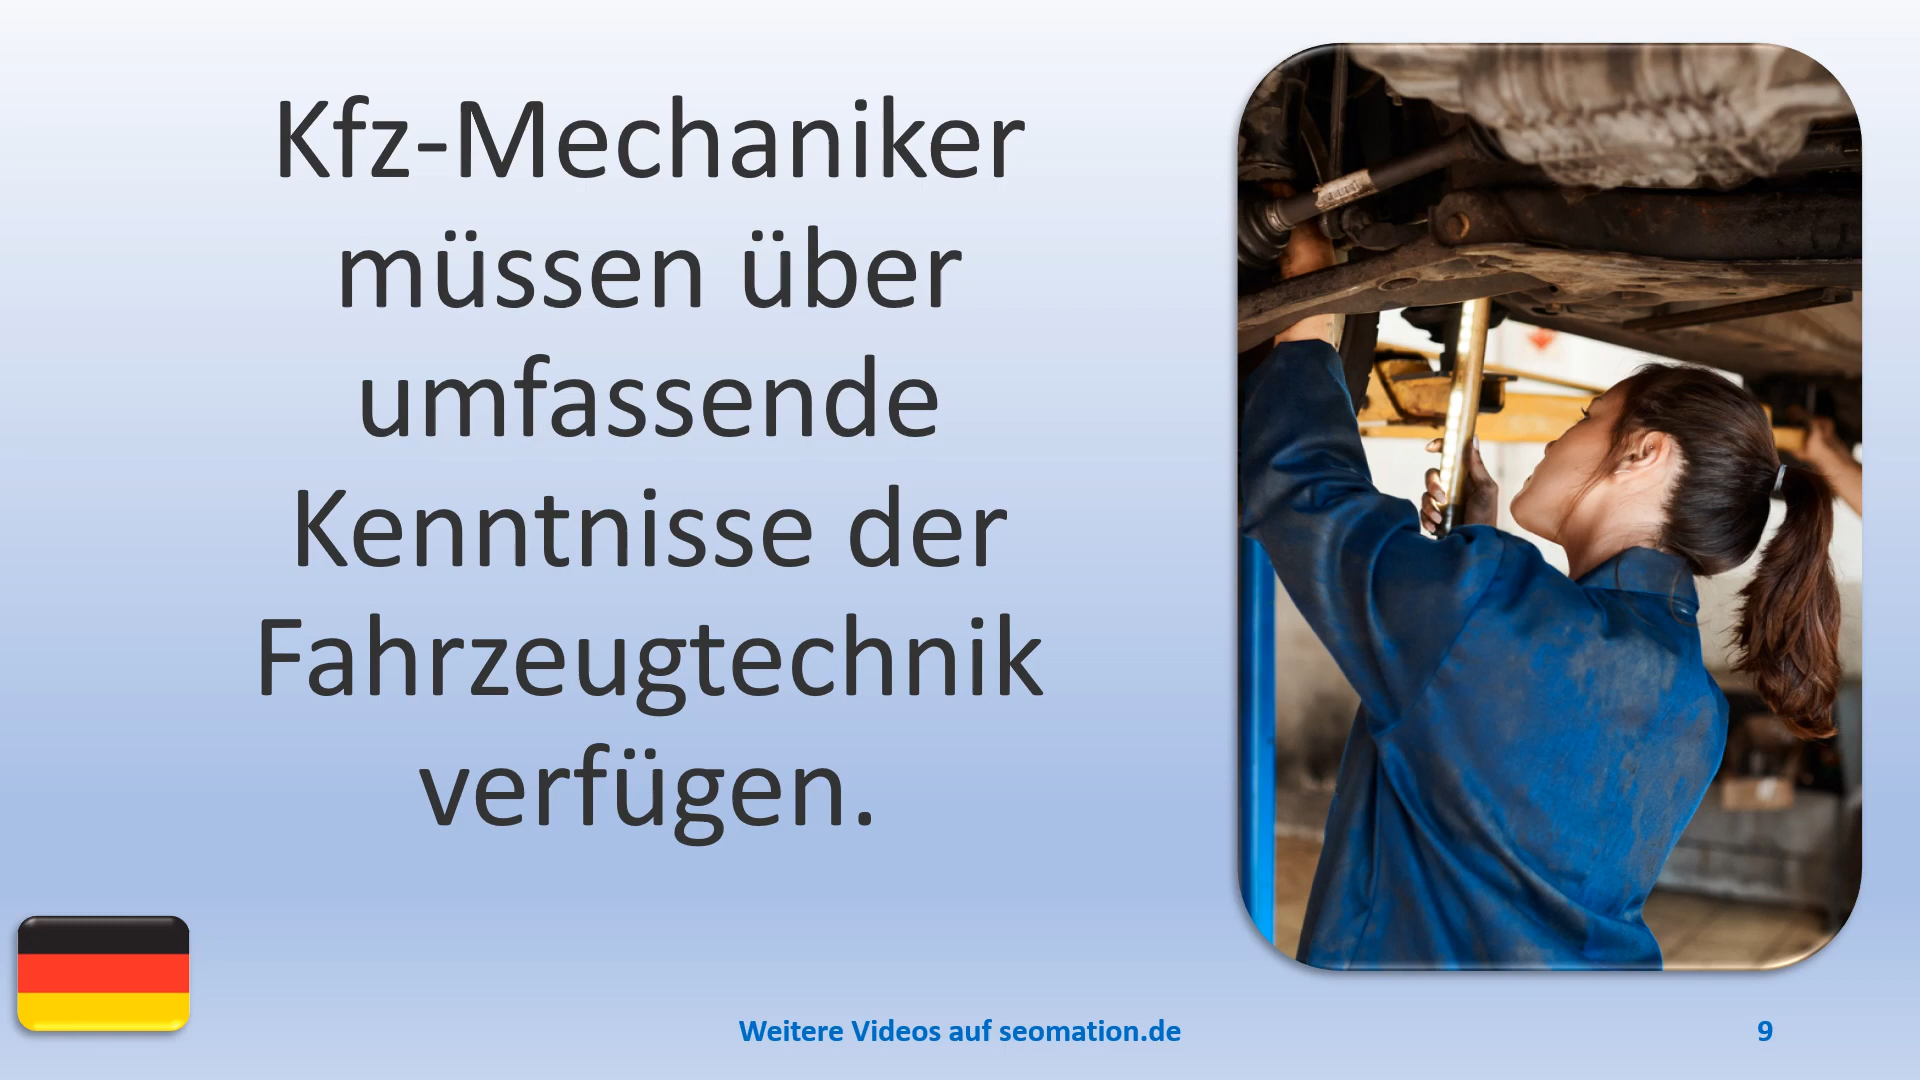 Kfz-Mechaniker
müssen über
umfassende
Kenntnisse der
Fahrzeugtechnik
verfügen.
Weitere Videos auf seomation.de
9